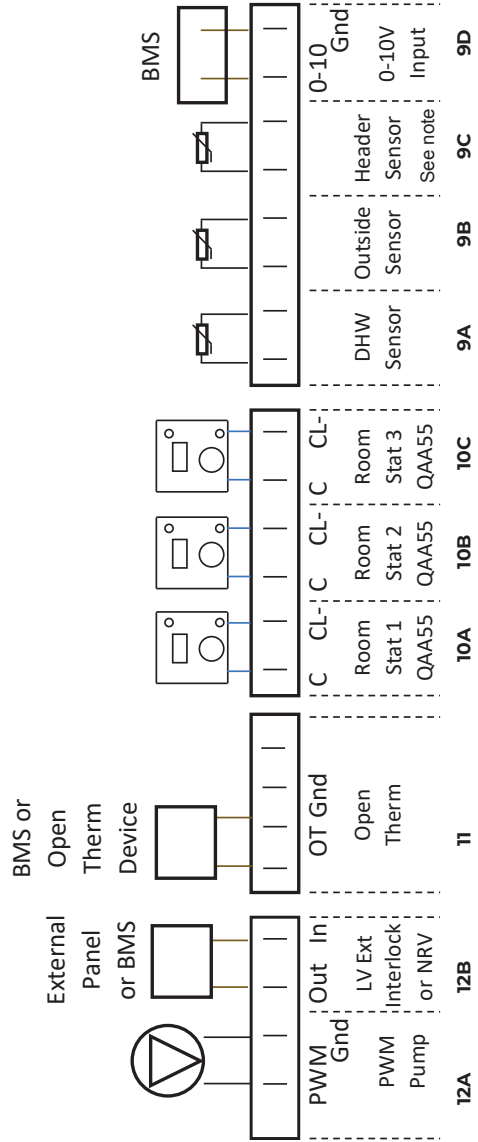 External
Panel
or BMS
BMS or
Open
Therm
Device
BMS
PWM
Gnd
PWM
Pump
12A
Out In
LV Ext
Interlock
or NRV
12B
OT Gnd
Open
Therm
11
C CL-
Room
Stat 1
QAA55
10A
C CL-
Room
Stat 2
QAA55
10B
C CL-
Room
Stat 3
QAA55
10C
DHW
Sensor
9A
Outside
Sensor
9B
Header
Sensor
See note
9C
0-10
Gnd
0-10V
Input
9D